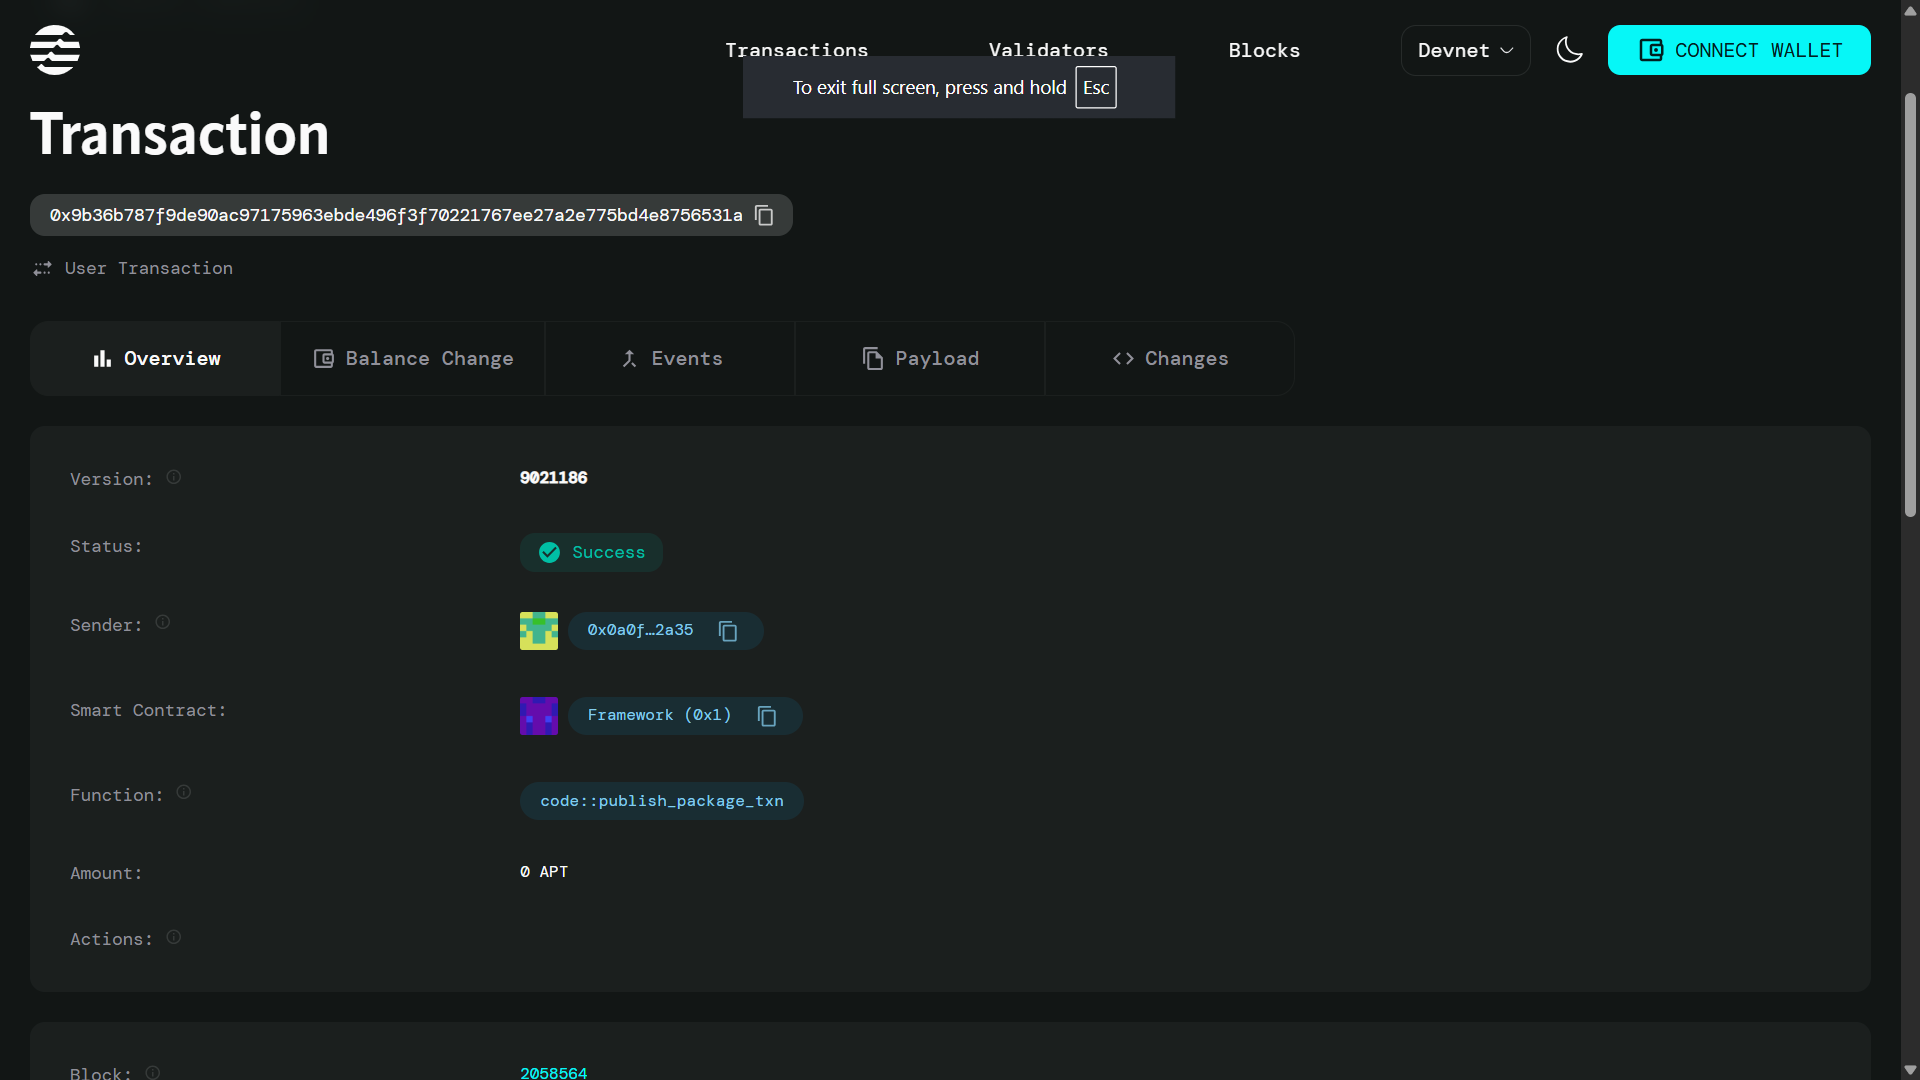 Transactions Validators Blocks Devnet CONNECT WALLET
To exit full screen, press and hold Esc
Transaction
0x9b36b787f9de90ac97175963ebde496f3f70221767ee27a2e775bd4e8756531a
User Transaction
Overview Balance Change Events Payload Changes
Version: 9021186
Status: Success
Sender: 0x0a0f…2a35
Smart Contract: Framework (0x1)
Function: code::publish_package_txn
Amount: 0 APT
Actions:
Block: 2058564